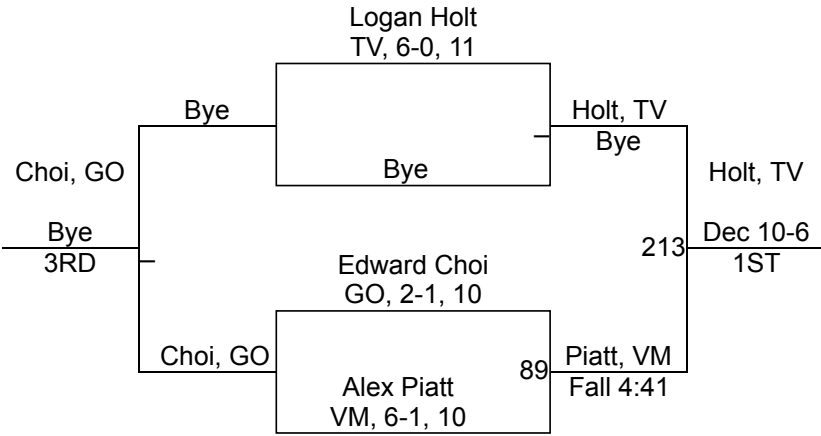 Logan Holt
TV, 6-0, 11
Bye
Holt, TV
Bye
Bye
Choi, GO
Holt, TV
Bye
3RD
213
Dec 10-6
1ST
Edward Choi
GO, 2-1, 10
Choi, GO
89
Piatt, VM
Fall 4:41
Alex Piatt
VM, 6-1, 10